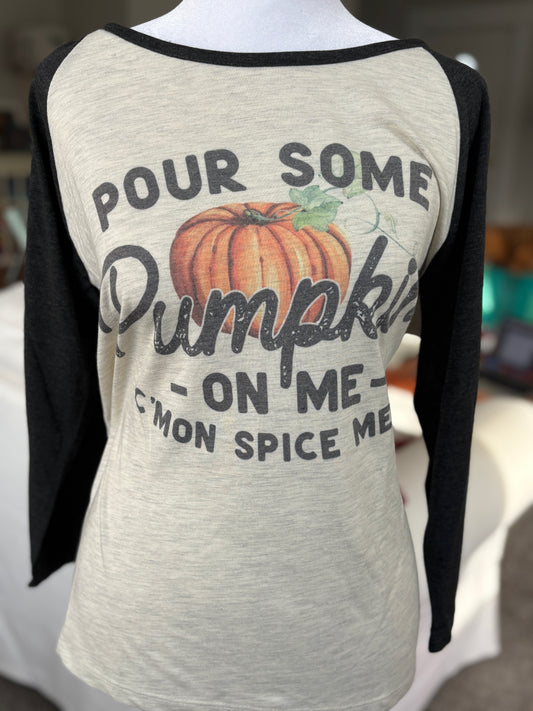 POUR SOME
Pumpkin
- ON ME -
C'MON SPICE ME